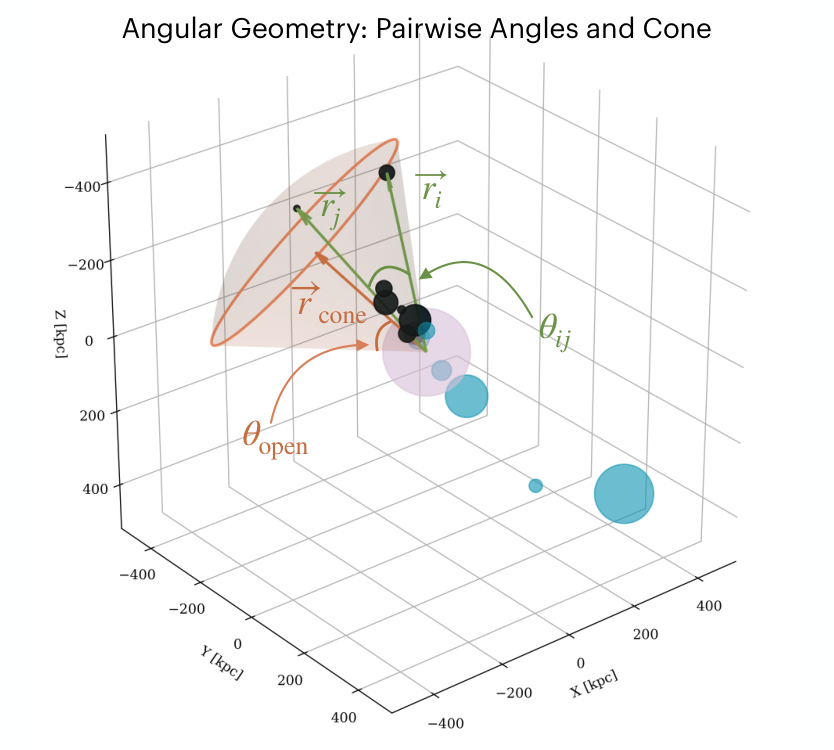 Angular Geometry: Pairwise Angles and Cone
−400
−200
0
200
400
Z [kpc]
r_i
r_j
r_cone
θ_ij
θ_open
−400
−200
0
200
400
Y [kpc]
−400
−200
0
200
400
X [kpc]